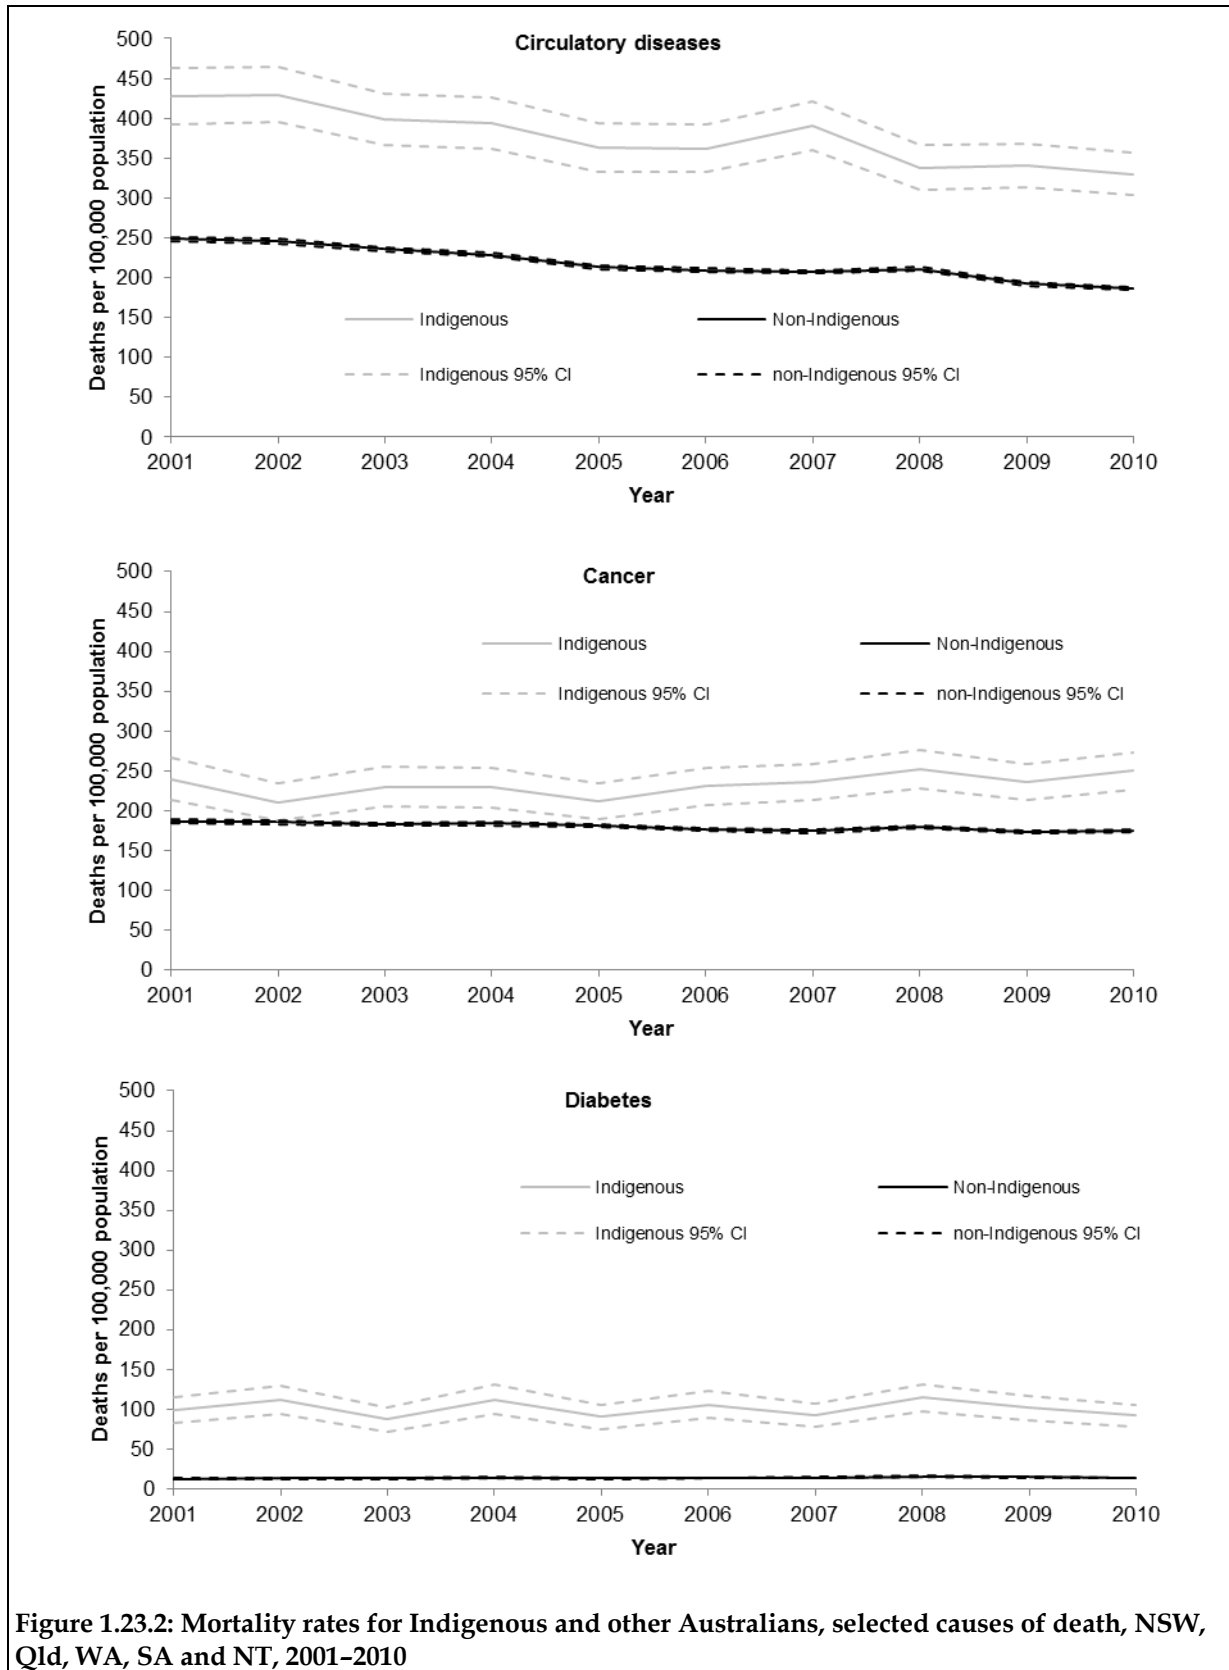 Circulatory diseases
Deaths per 100,000 population
500
450
400
350
300
250
200
150
100
50
0
Indigenous Non-Indigenous
Indigenous 95% CI non-Indigenous 95% CI
2001 2002 2003 2004 2005 2006 2007 2008 2009 2010
Year
Cancer
Deaths per 100,000 population
500
450
400
350
300
250
200
150
100
50
0
Indigenous Non-Indigenous
Indigenous 95% CI non-Indigenous 95% CI
2001 2002 2003 2004 2005 2006 2007 2008 2009 2010
Year
Diabetes
Deaths per 100,000 population
500
450
400
350
300
250
200
150
100
50
0
Indigenous Non-Indigenous
Indigenous 95% CI non-Indigenous 95% CI
2001 2002 2003 2004 2005 2006 2007 2008 2009 2010
Year
Figure 1.23.2: Mortality rates for Indigenous and other Australians, selected causes of death, NSW,
Qld, WA, SA and NT, 2001–2010